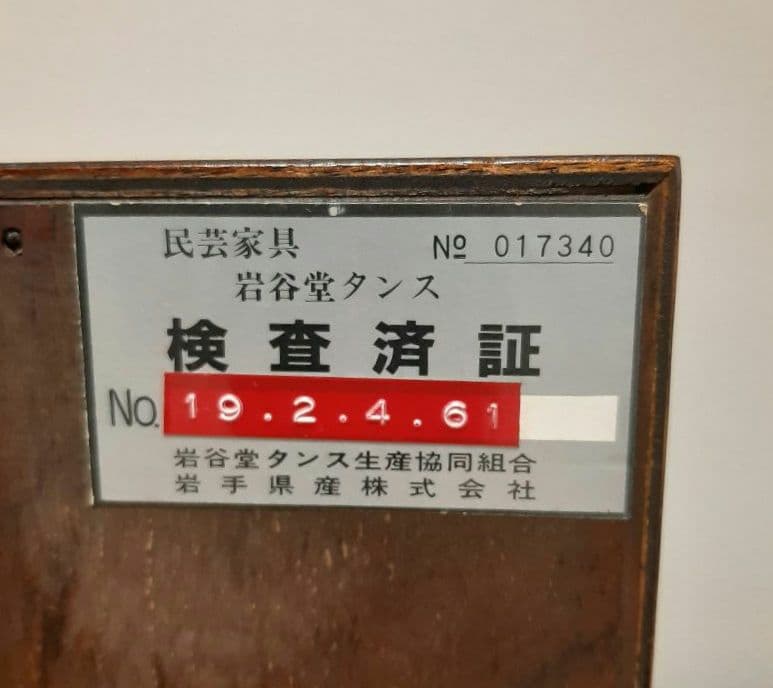 民芸家具 № 017340
岩谷堂タンス
検査済証
No. 19.2.4.61
岩谷堂タンス生産協同組合
岩手県産株式会社